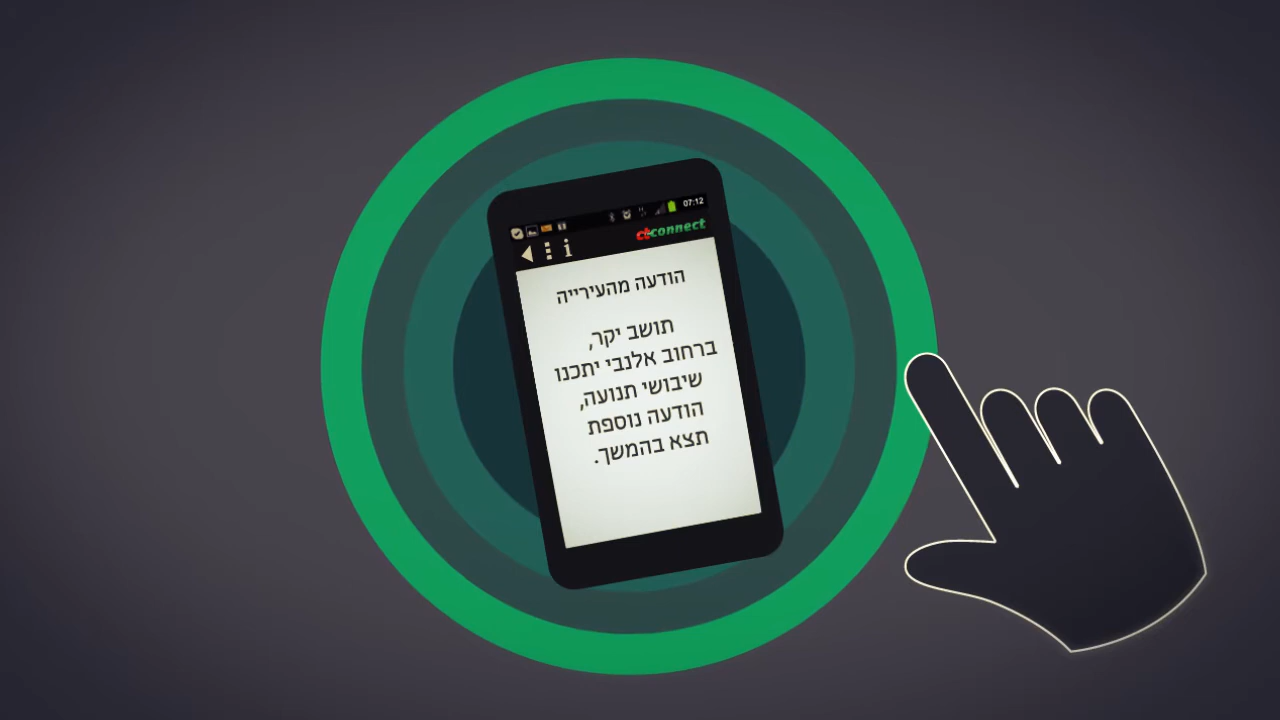 07:12
ctconnect
הודעה מהעירייה
תושב יקר,
ברחוב אלנבי יתכנו
שיבושי תנועה,
הודעה נוספת
תצא בהמשך.